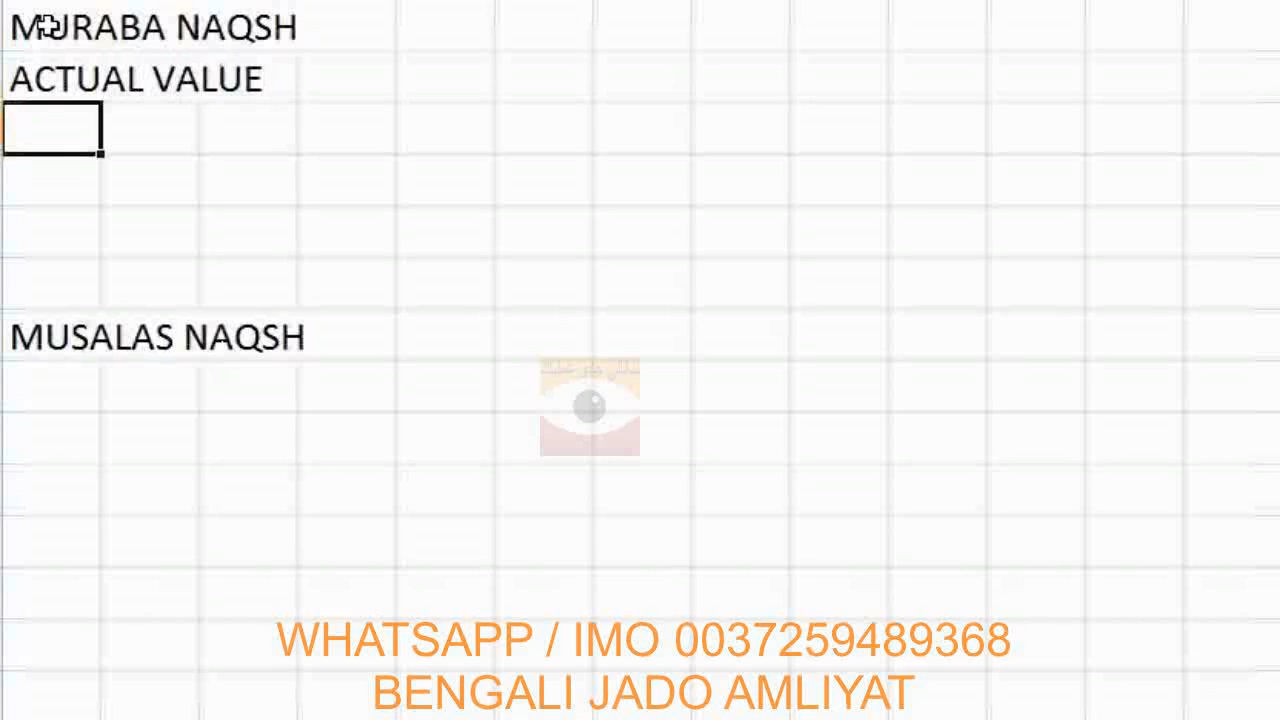 MURABA NAQSH
ACTUAL VALUE
MUSALAS NAQSH
WHATSAPP / IMO 0037259489368
BENGALI JADO AMLIYAT